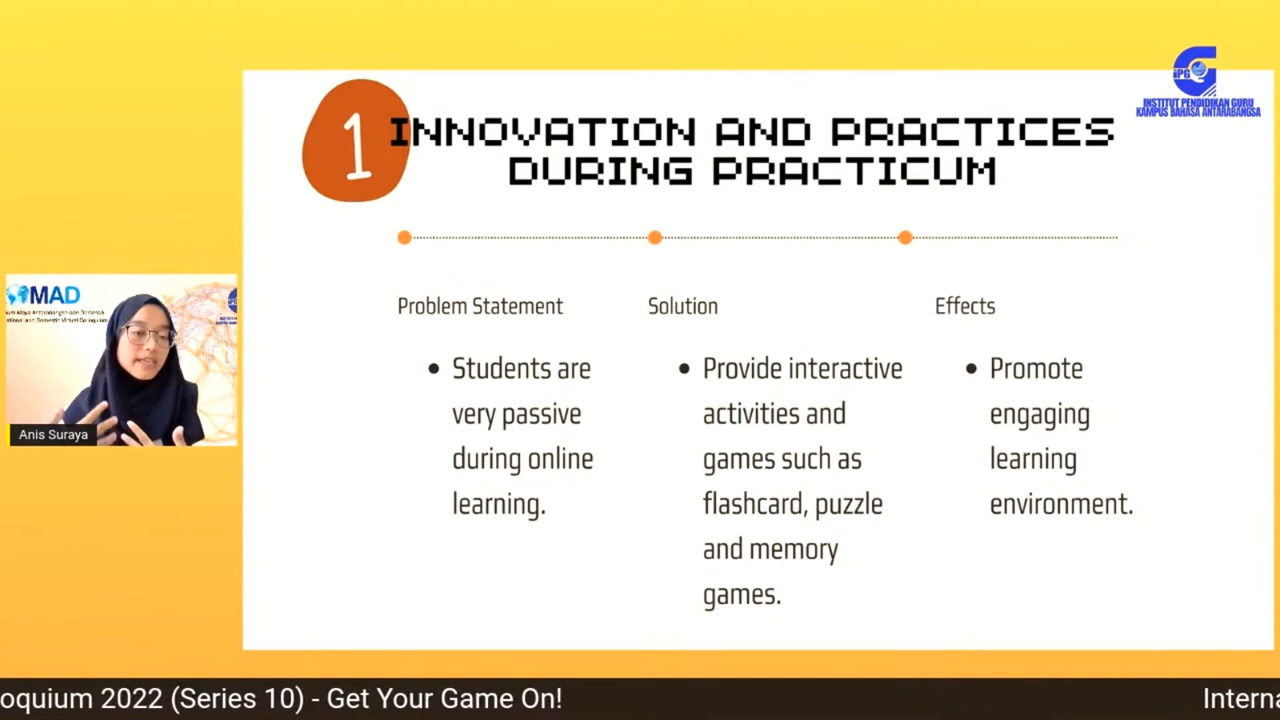 1
INNOVATION AND PRACTICES
DURING PRACTICUM
iPG
INSTITUT PENDIDIKAN GURU
KAMPUS BAHASA ANTARABANGSA
Problem Statement
• Students are
very passive
during online
learning.
Solution
• Provide interactive
activities and
games such as
flashcard, puzzle
and memory
games.
Effects
• Promote
engaging
learning
environment.
MAD
Anis Suraya
oquium 2022 (Series 10) - Get Your Game On!
Interna